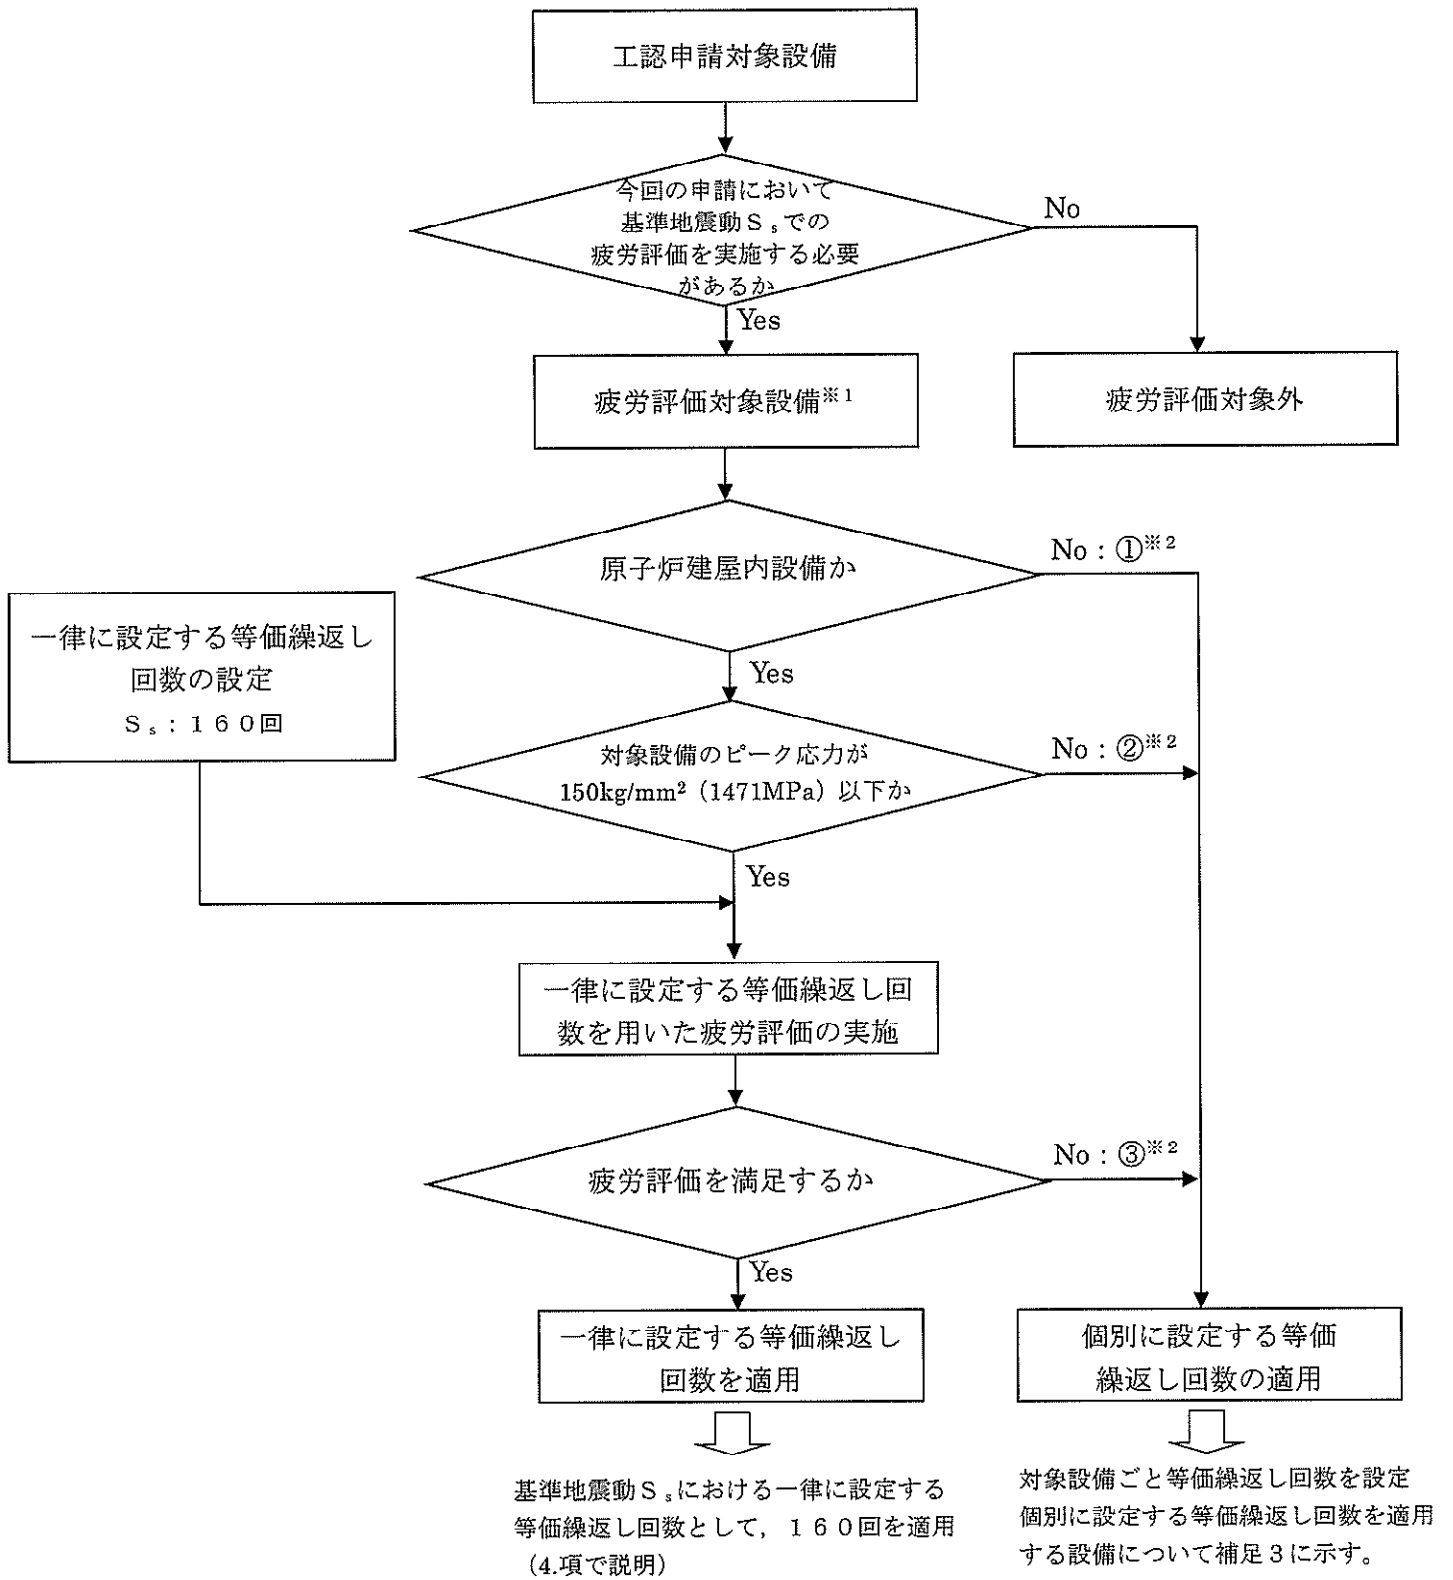 工認申請対象設備
今回の申請において
基準地震動Ｓｓでの
疲労評価を実施する必要
があるか
No
Yes
疲労評価対象設備※1
疲労評価対象外
原子炉建屋内設備か
No：①※2
Yes
一律に設定する等価繰返し
回数の設定
Ｓｓ：１６０回
対象設備のピーク応力が
150kg/mm²（1471MPa）以下か
No：②※2
Yes
一律に設定する等価繰返し回
数を用いた疲労評価の実施
疲労評価を満足するか
No：③※2
Yes
一律に設定する等価繰返し
回数を適用
個別に設定する等価
繰返し回数の適用
基準地震動Ｓｓにおける一律に設定する
等価繰返し回数として，１６０回を適用
（4.項で説明）
対象設備ごと等価繰返し回数を設定
個別に設定する等価繰返し回数を適用
する設備について補足３に示す。